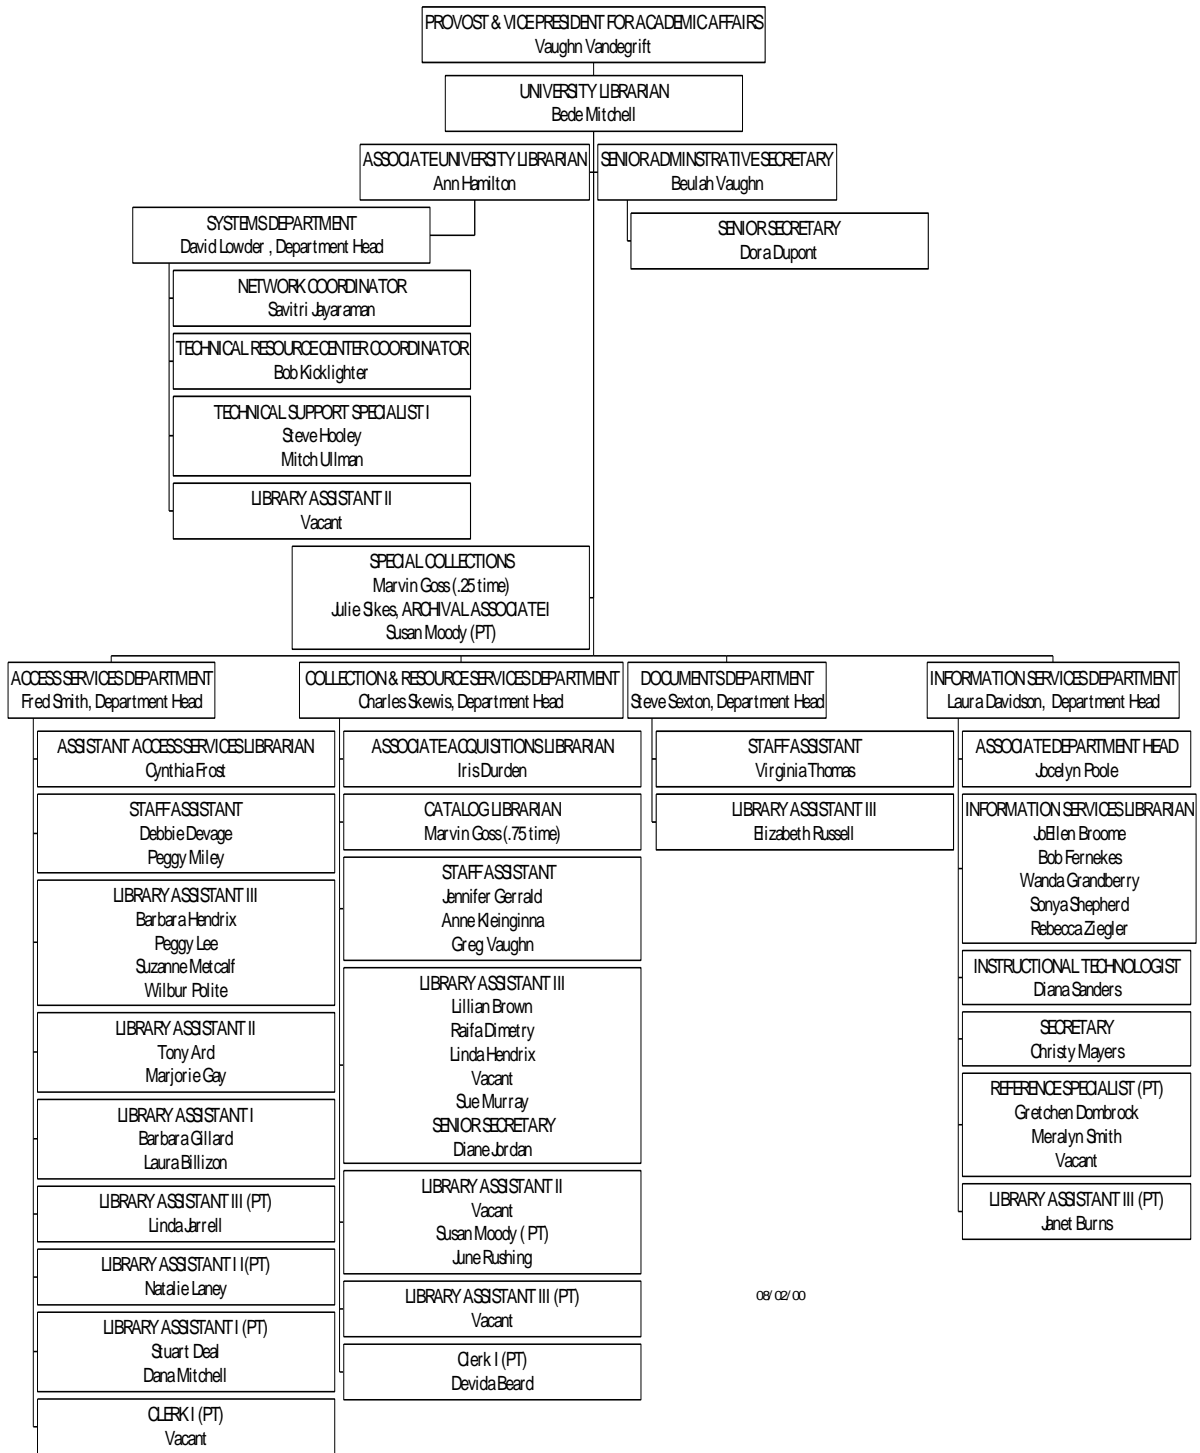 PROVOST & VICE PRESIDENT FOR ACADEMIC AFFAIRS
Vaughn Vandegrift
UNIVERSITY LIBRARIAN
Bede Mitchell
ASSOCIATE UNIVERSITY LIBRARIAN
Ann Hamilton
SENIOR ADMINSTRATIVE SECRETARY
Beulah Vaughn
SENIOR SECRETARY
Dora Dupont
SYSTEMS DEPARTMENT
David Lowder , Department Head
NETWORK COORDINATOR
Savitri Jayaraman
TECHNICAL RESOURCE CENTER COORDINATOR
Bob Kicklighter
TECHNICAL SUPPORT SPECIALIST I
Steve Hooley
Mitch Ullman
LIBRARY ASSISTANT II
Vacant
SPECIAL COLLECTIONS
Marvin Goss (.25 time)
Julie Sikes, ARCHIVAL ASSOCIATE I
Susan Moody (PT)
ACCESS SERVICES DEPARTMENT
Fred Smith, Department Head
ASSISTANT ACCESS SERVICES LIBRARIAN
Cynthia Frost
STAFF ASSISTANT
Debbie Devage
Peggy Miley
LIBRARY ASSISTANT III
Barbara Hendrix
Peggy Lee
Suzanne Metcalf
Wilbur Polite
LIBRARY ASSISTANT II
Tony Ard
Marjorie Gay
LIBRARY ASSISTANT I
Barbara Gillard
Laura Billizon
LIBRARY ASSISTANT III (PT)
Linda Jarrell
LIBRARY ASSISTANT I I (PT)
Natalie Laney
LIBRARY ASSISTANT I (PT)
Stuart Deal
Dana Mitchell
CLERK I (PT)
Vacant
COLLECTION & RESOURCE SERVICES DEPARTMENT
Charles Skewis, Department Head
ASSOCIATE ACQUISITIONS LIBRARIAN
Iris Durden
CATALOG LIBRARIAN
Marvin Goss (.75 time)
STAFF ASSISTANT
Jennifer Gerrald
Anne Kleinginna
Greg Vaughn
LIBRARY ASSISTANT III
Lillian Brown
Raifa Dimetry
Linda Hendrix
Vacant
Sue Murray
SENIOR SECRETARY
Diane Jordan
LIBRARY ASSISTANT II
Vacant
Susan Moody ( PT)
June Rushing
LIBRARY ASSISTANT III (PT)
Vacant
Clerk I (PT)
Devida Beard
DOCUMENTS DEPARTMENT
Steve Sexton, Department Head
STAFF ASSISTANT
Virginia Thomas
LIBRARY ASSISTANT III
Elizabeth Russell
INFORMATION SERVICES DEPARTMENT
Laura Davidson, Department Head
ASSOCIATE DEPARTMENT HEAD
Jocelyn Poole
INFORMATION SERVICES LIBRARIAN
JoEllen Broome
Bob Fernekes
Wanda Grandberry
Sonya Shepherd
Rebecca Ziegler
INSTRUCTIONAL TECHNOLOGIST
Diana Sanders
SECRETARY
Christy Mayers
REFERENCE SPECIALIST (PT)
Gretchen Dombrock
Meralyn Smith
Vacant
LIBRARY ASSISTANT III (PT)
Janet Burns
08/02/00